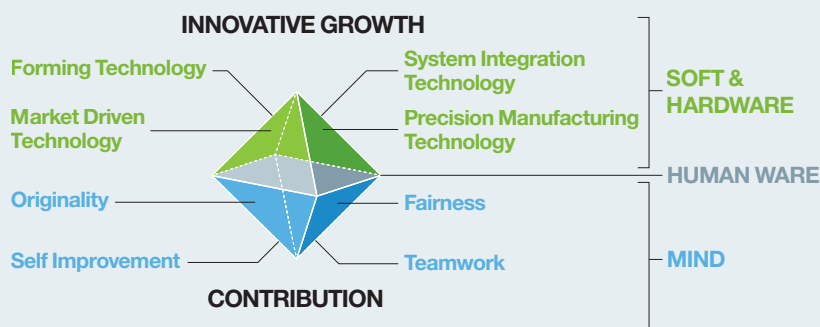 INNOVATIVE GROWTH
Forming Technology
System Integration
Technology
Market Driven
Technology
Precision Manufacturing
Technology
SOFT &
HARDWARE
HUMAN WARE
Originality
Fairness
Self Improvement
Teamwork
MIND
CONTRIBUTION